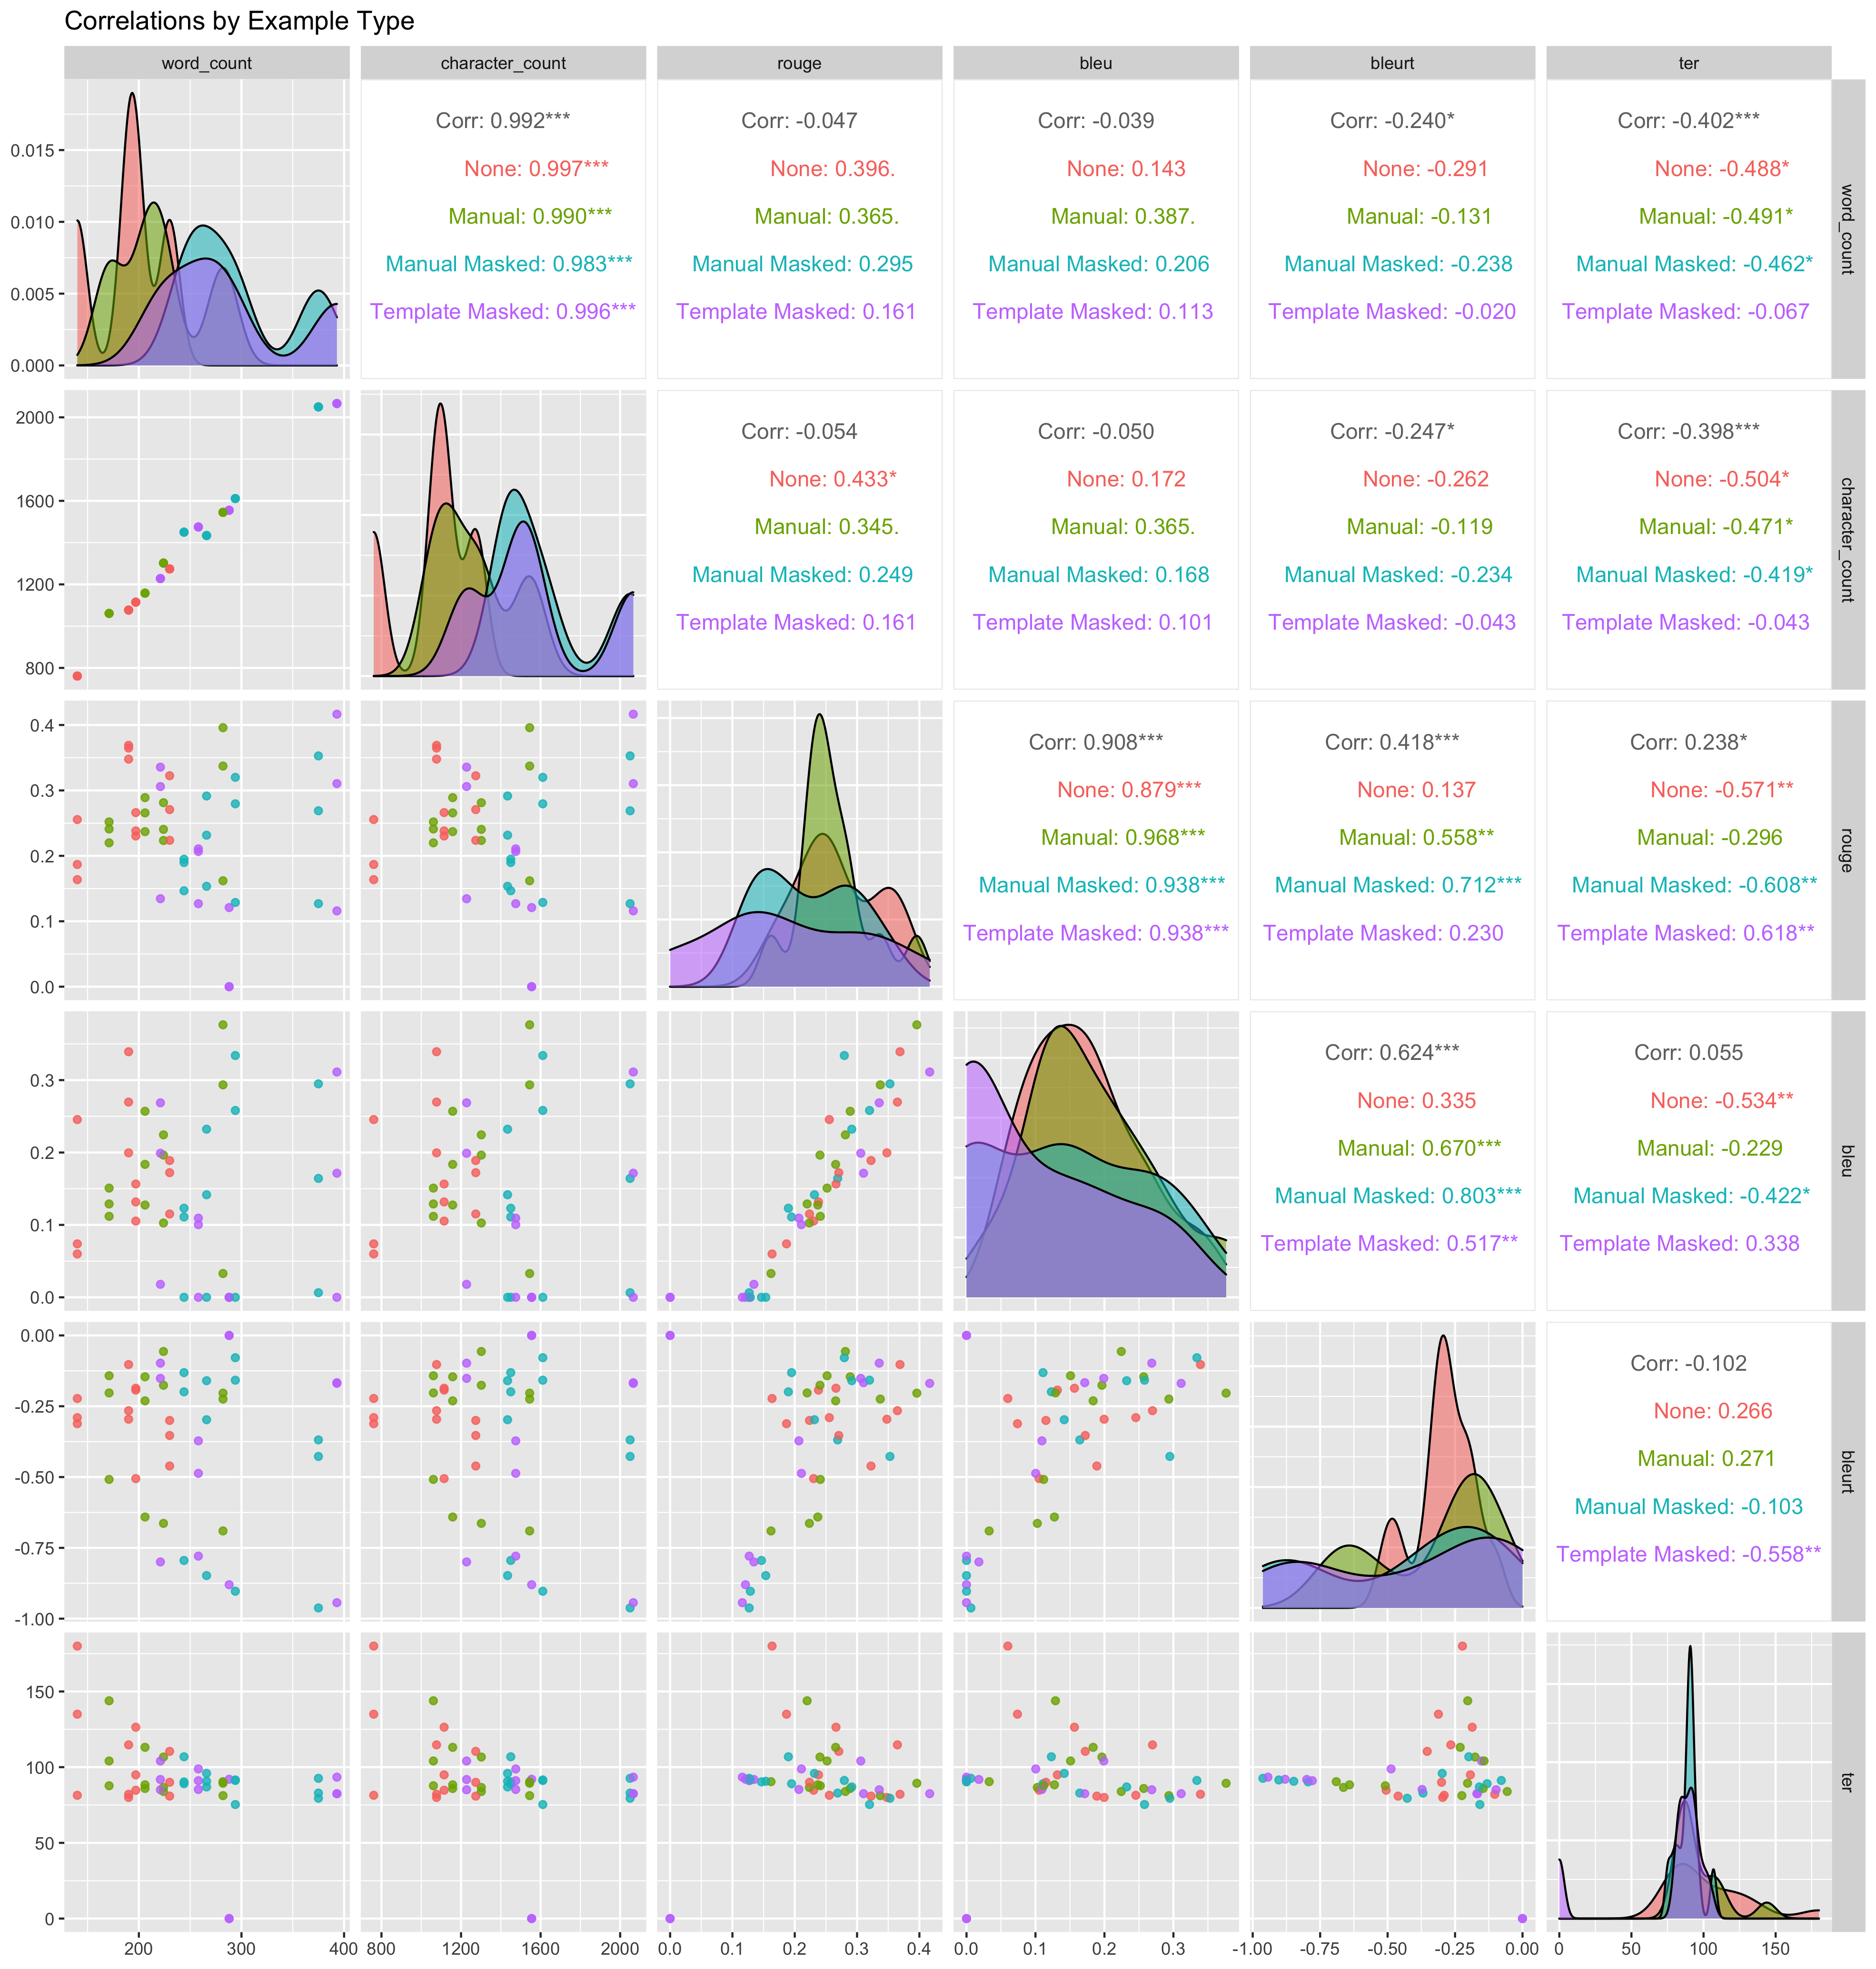 Correlations by Example Type
word_count
character_count
rouge
bleu
bleurt
ter
Corr: 0.992***
None: 0.997***
Manual: 0.990***
Manual Masked: 0.983***
Template Masked: 0.996***
Corr: -0.047
None: 0.396.
Manual: 0.365.
Manual Masked: 0.295
Template Masked: 0.161
Corr: -0.039
None: 0.143
Manual: 0.387.
Manual Masked: 0.206
Template Masked: 0.113
Corr: -0.240*
None: -0.291
Manual: -0.131
Manual Masked: -0.238
Template Masked: -0.020
Corr: -0.402***
None: -0.488*
Manual: -0.491*
Manual Masked: -0.462*
Template Masked: -0.067
word_count
0.015
0.010
0.005
0.000
Corr: -0.054
None: 0.433*
Manual: 0.345.
Manual Masked: 0.249
Template Masked: 0.161
Corr: -0.050
None: 0.172
Manual: 0.365.
Manual Masked: 0.168
Template Masked: 0.101
Corr: -0.247*
None: -0.262
Manual: -0.119
Manual Masked: -0.234
Template Masked: -0.043
Corr: -0.398***
None: -0.504*
Manual: -0.471*
Manual Masked: -0.419*
Template Masked: -0.043
character_count
2000
1600
1200
800
Corr: 0.908***
None: 0.879***
Manual: 0.968***
Manual Masked: 0.938***
Template Masked: 0.938***
Corr: 0.418***
None: 0.137
Manual: 0.558**
Manual Masked: 0.712***
Template Masked: 0.230
Corr: 0.238*
None: -0.571**
Manual: -0.296
Manual Masked: -0.608**
Template Masked: 0.618**
rouge
0.4
0.3
0.2
0.1
0.0
Corr: 0.624***
None: 0.335
Manual: 0.670***
Manual Masked: 0.803***
Template Masked: 0.517**
Corr: 0.055
None: -0.534**
Manual: -0.229
Manual Masked: -0.422*
Template Masked: 0.338
bleu
0.3
0.2
0.1
0.0
Corr: -0.102
None: 0.266
Manual: 0.271
Manual Masked: -0.103
Template Masked: -0.558**
bleurt
0.00
-0.25
-0.50
-0.75
-1.00
ter
150
100
50
0
200 300 400
800 1200 1600 2000
0.0 0.1 0.2 0.3 0.4
0.0 0.1 0.2 0.3
-1.00 -0.75 -0.50 -0.25 0.00
0 50 100 150